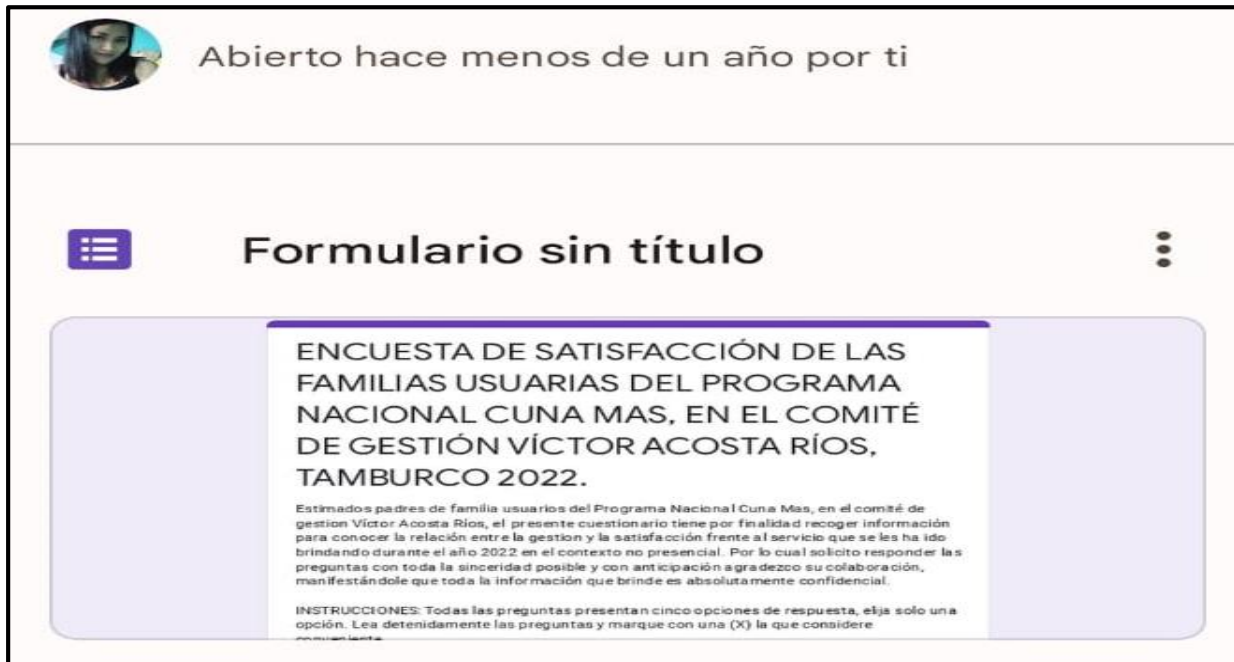 Abierto hace menos de un año por ti
Formulario sin título
ENCUESTA DE SATISFACCIÓN DE LAS
FAMILIAS USUARIAS DEL PROGRAMA
NACIONAL CUNA MAS, EN EL COMITÉ
DE GESTIÓN VÍCTOR ACOSTA RÍOS,
TAMBURCO 2022.
Estimados padres de familia usuarios del Programa Nacional Cuna Mas, en el comité de
gestion Víctor Acosta Rios, el presente cuestionario tiene por finalidad recoger información
para conocer la relación entre la gestion y la satisfacción frente al servicio que se les ha ido
brindando durante el año 2022 en el contexto no presencial. Por lo cual solicito responder las
preguntas con toda la sinceridad posible y con anticipación agradezco su colaboración,
manifestándole que toda la información que brinde es absolutamente confidencial.
INSTRUCCIONES: Todas las preguntas presentan cinco opciones de respuesta, elija solo una
opción. Lea detenidamente las preguntas y marque con una (X) la que considere